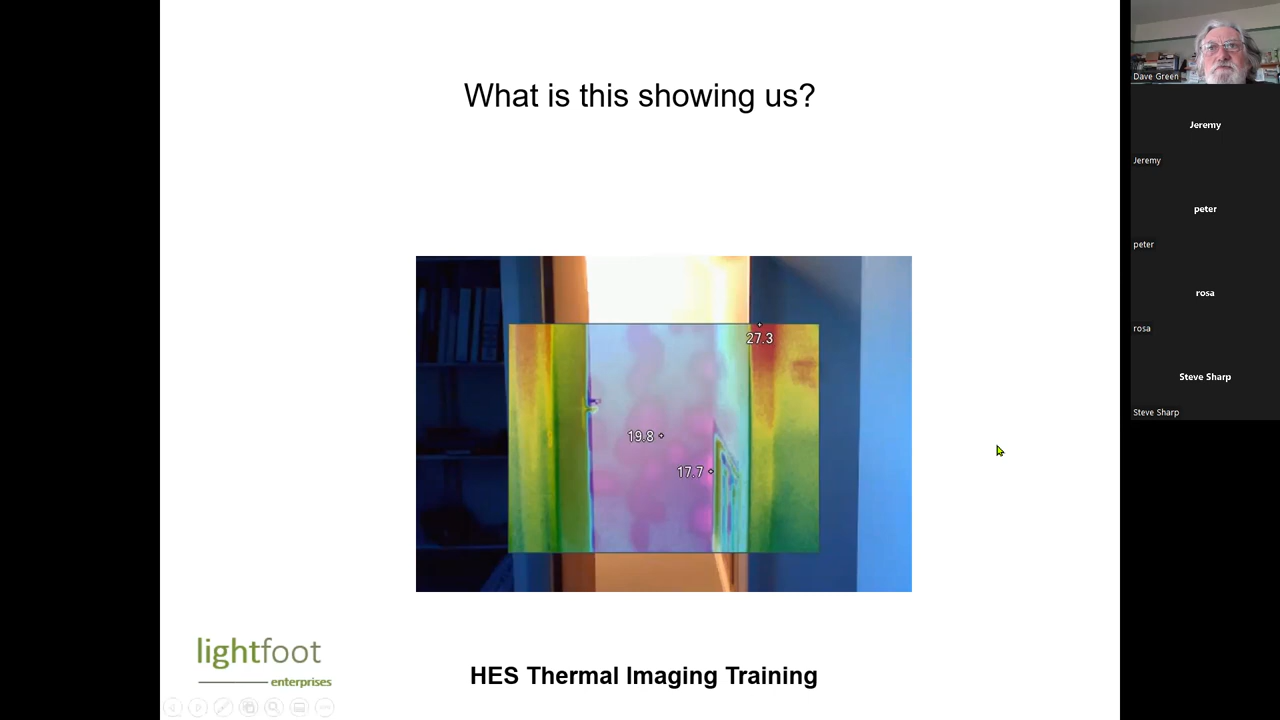 What is this showing us?
27.3
19.8
17.7
lightfoot
enterprises
HES Thermal Imaging Training
Dave Green
Jeremy
Jeremy
peter
peter
rosa
rosa
Steve Sharp
Steve Sharp